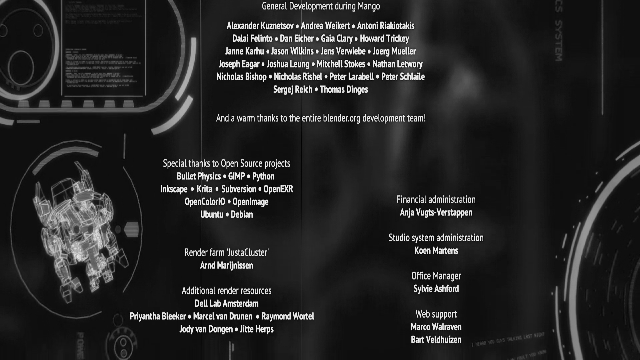 General Development during Mango
Alexander Kuznetsov • Andrea Weikert • Antoni Riakiotakis
Dalai Felinto • Dan Eicher • Gaia Clary • Howard Trickey
Janne Karhu • Jason Wilkins • Jens Verwiebe • Joerg Mueller
Joseph Eagar • Joshua Leung • Mitchell Stokes • Nathan Letwory
Nicholas Bishop • Nicholas Rishel • Peter Larabell • Peter Schlaile
Sergej Reich • Thomas Dinges
And a warm thanks to the entire blender.org development team!
Special thanks to Open Source projects
Bullet Physics • GIMP • Python
Inkscape • Krita • Subversion • OpenEXR
OpenColorIO • OpenImage
Ubuntu • Debian
Render farm 'JustaCluster'
Arnd Marijnissen
Additional render resources
Dell Lab Amsterdam
Priyantha Bleeker • Marcel van Drunen • Raymond Wortel
Jody van Dongen • Jitte Herps
Financial administration
Anja Vugts-Verstappen
Studio system administration
Koen Martens
Office Manager
Sylvie Ashford
Web support
Marco Walraven
Bart Veldhuizen
CS SYSTEM